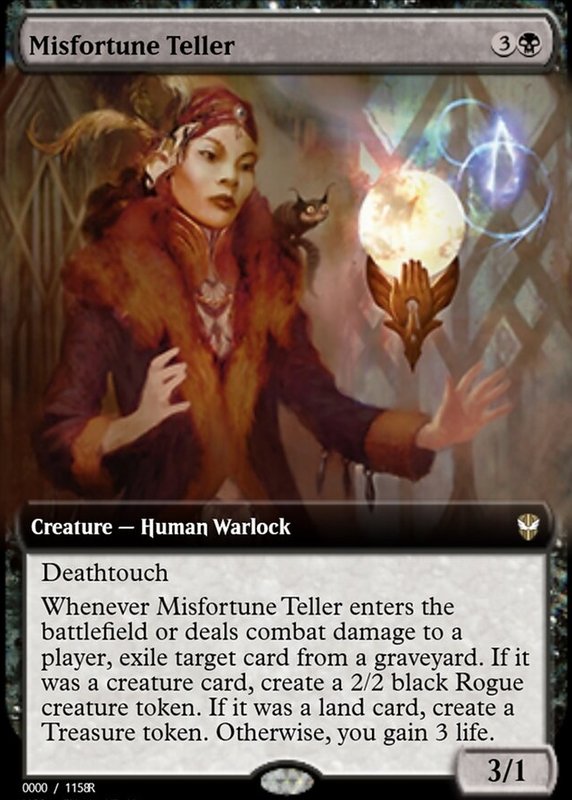 Misfortune Teller 3
Creature — Human Warlock
Deathtouch
Whenever Misfortune Teller enters the
battlefield or deals combat damage to a
player, exile target card from a graveyard. If it
was a creature card, create a 2/2 black Rogue
creature token. If it was a land card, create a
Treasure token. Otherwise, you gain 3 life.
3/1
0000 / 1158R